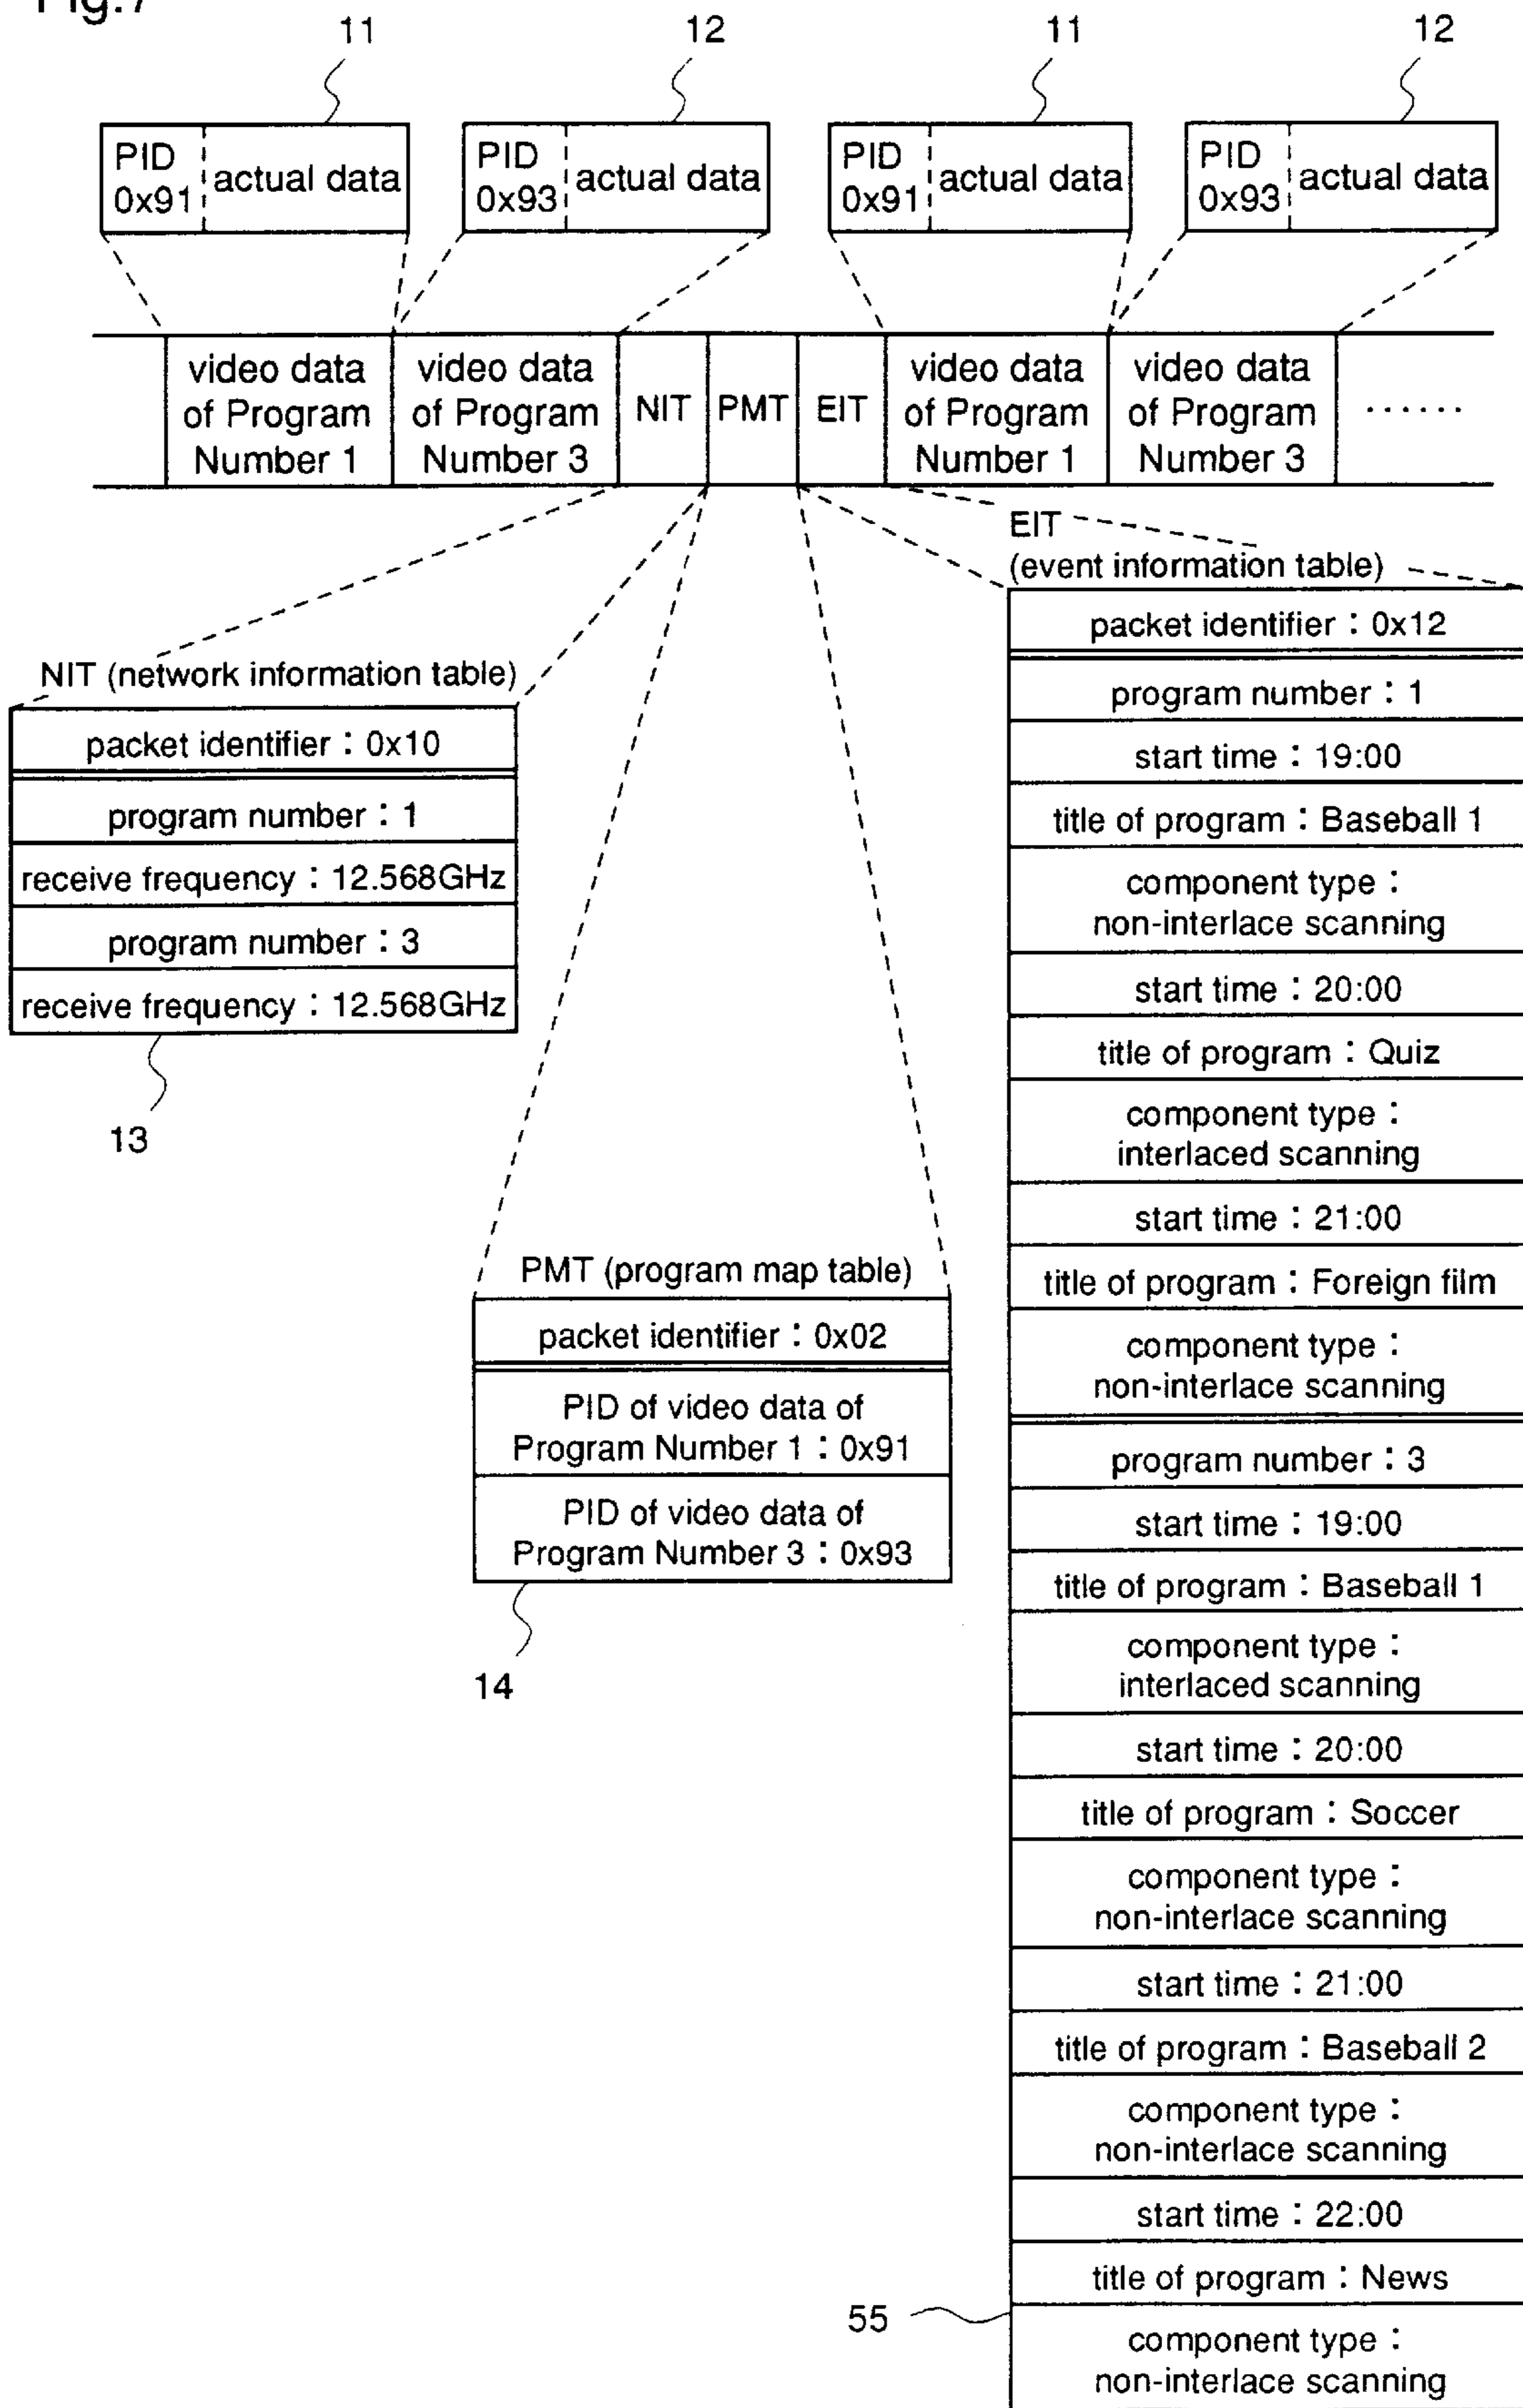 Fig.7
11
12
11
12
PID
0x91
actual data
PID
0x93
actual data
PID
0x91
actual data
PID
0x93
actual data
video data
of Program
Number 1
video data
of Program
Number 3
NIT
PMT
EIT
video data
of Program
Number 1
video data
of Program
Number 3
······
EIT
(event information table)
packet identifier : 0x12
program number : 1
start time : 19:00
title of program : Baseball 1
component type :
non-interlace scanning
start time : 20:00
title of program : Quiz
component type :
interlaced scanning
start time : 21:00
title of program : Foreign film
component type :
non-interlace scanning
program number : 3
start time : 19:00
title of program : Baseball 1
component type :
interlaced scanning
start time : 20:00
title of program : Soccer
component type :
non-interlace scanning
start time : 21:00
title of program : Baseball 2
component type :
non-interlace scanning
start time : 22:00
title of program : News
component type :
non-interlace scanning
55
NIT (network information table)
packet identifier : 0x10
program number : 1
receive frequency : 12.568GHz
program number : 3
receive frequency : 12.568GHz
13
PMT (program map table)
packet identifier : 0x02
PID of video data of
Program Number 1 : 0x91
PID of video data of
Program Number 3 : 0x93
14